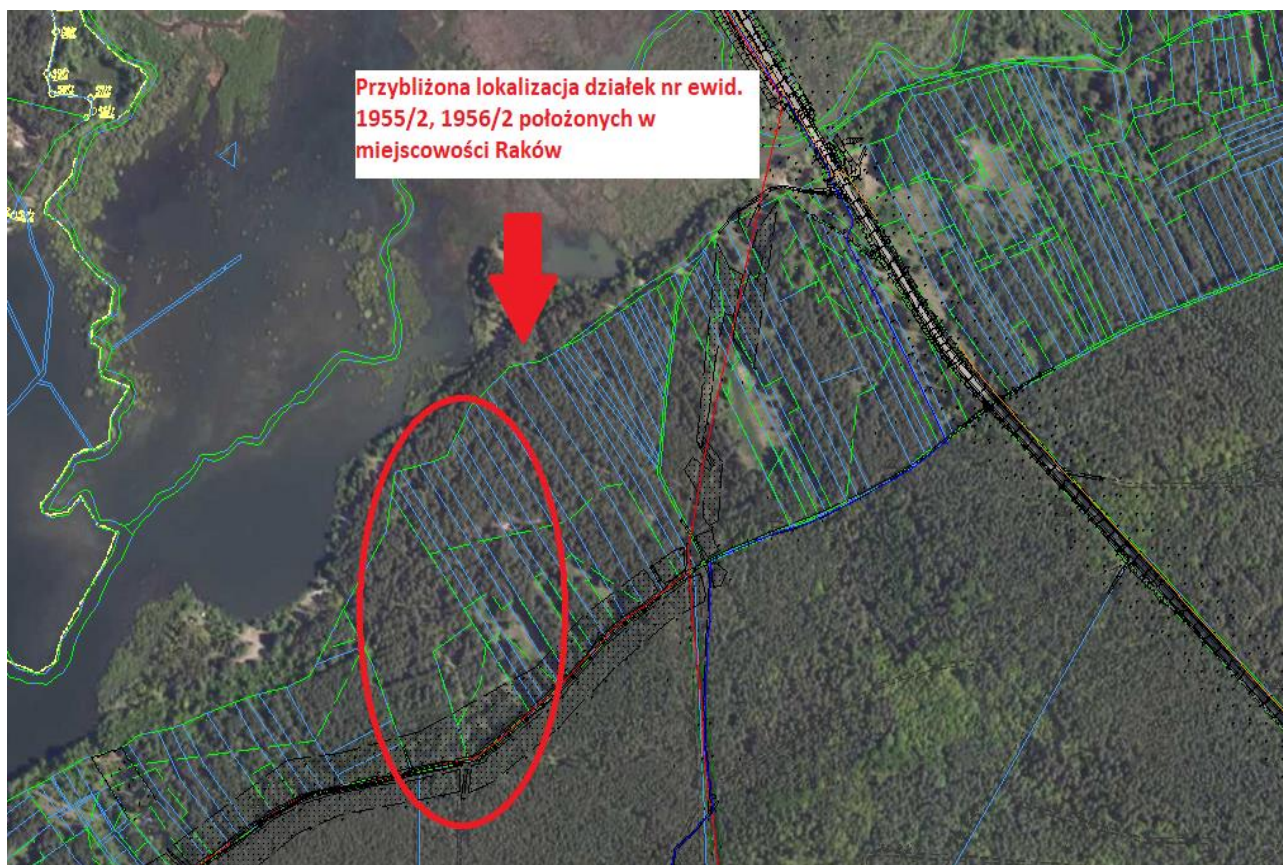 Przybliżona lokalizacja działek nr ewid.
1955/2, 1956/2 położonych w
miejscowości Raków